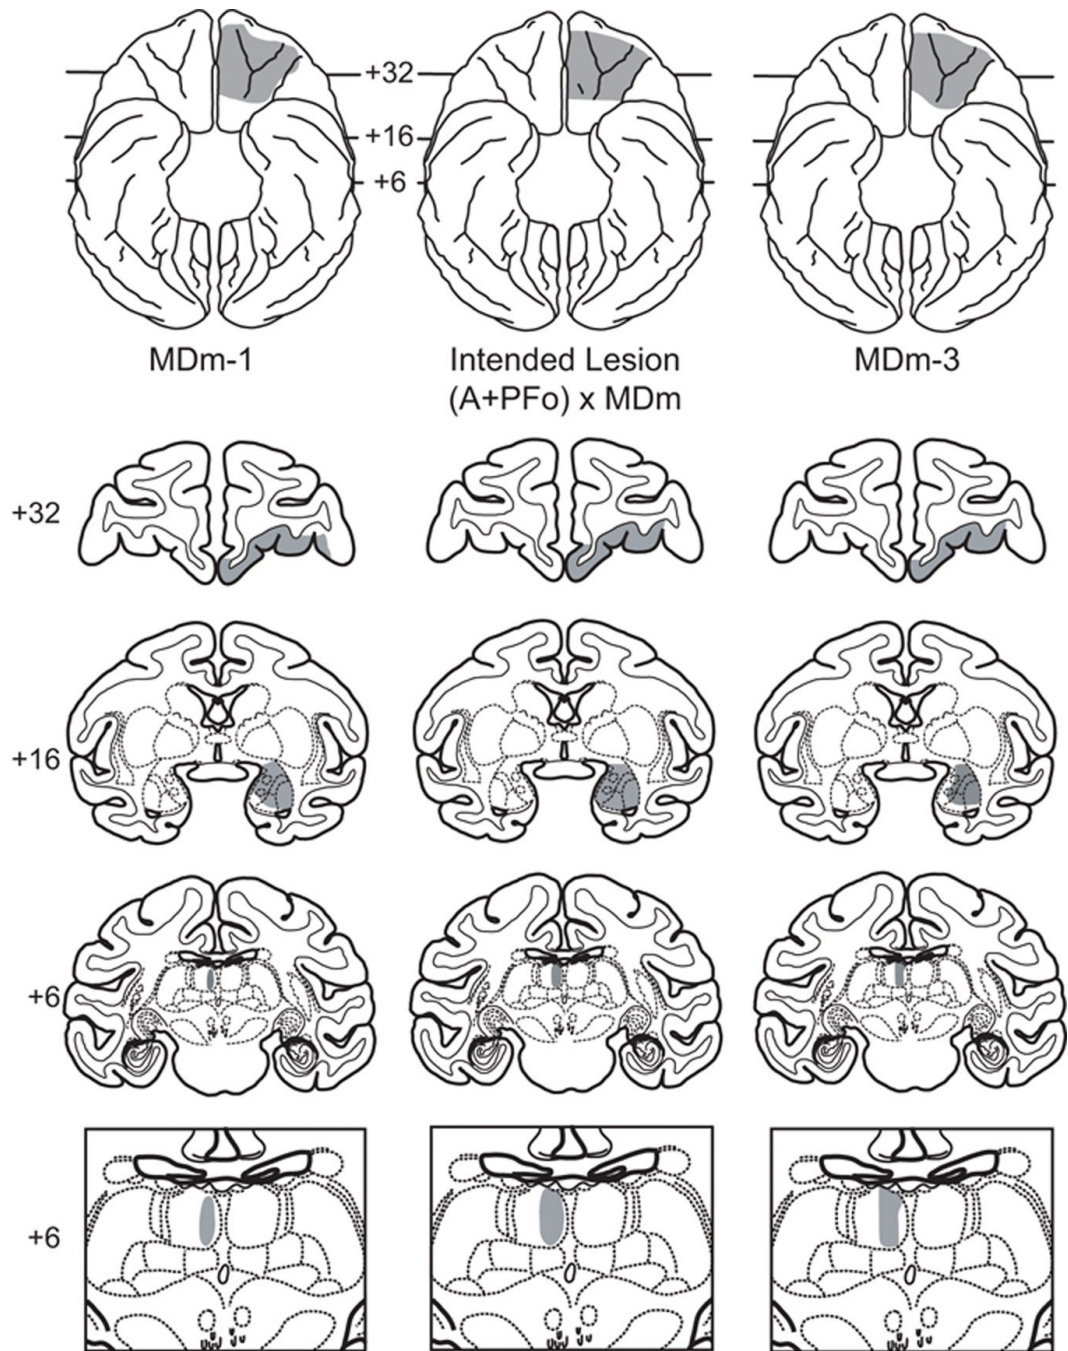 +32
+16
+6
MDm-1
Intended Lesion
(A+PFo) x MDm
MDm-3
+32
+16
+6
+6